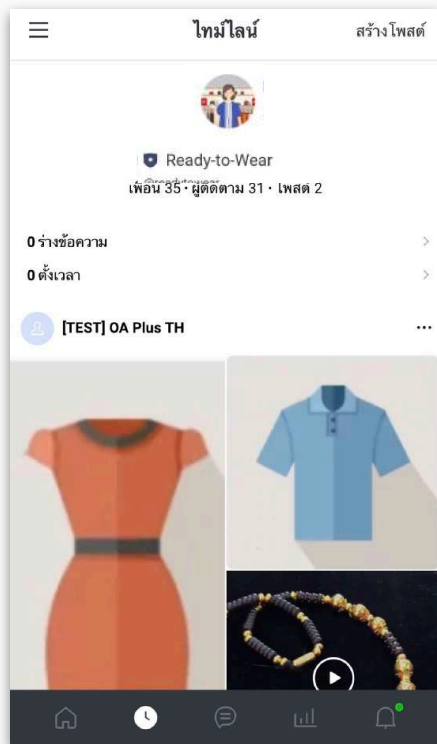 ไทม์ไลน์ สร้างโพสต์
Ready-to-Wear
เพื่อน 35 · ผู้ติดตาม 31 · โพสต์ 2
0 ร่างข้อความ
0 ตั้งเวลา
[TEST] OA Plus TH